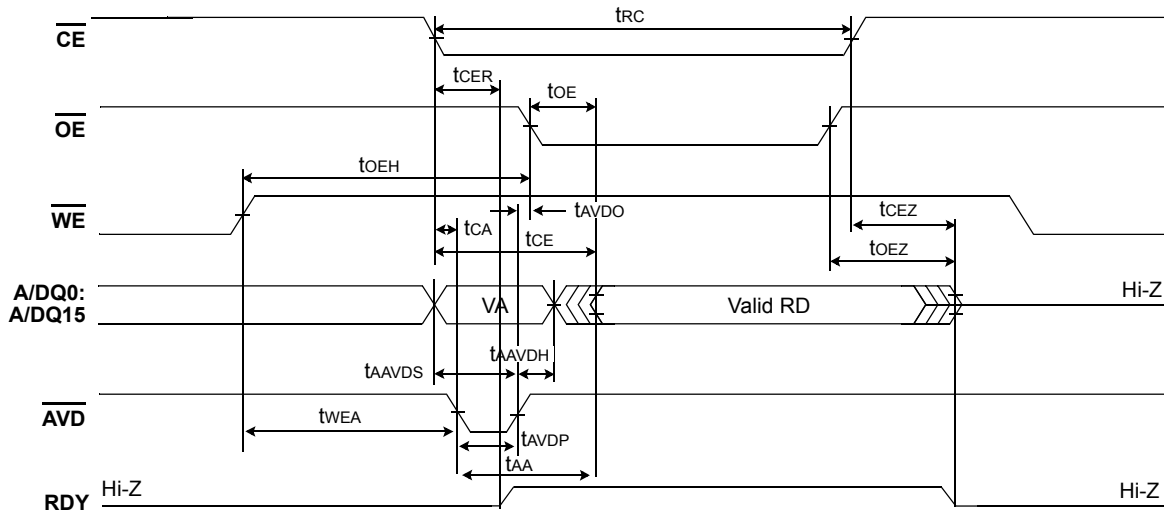 tRC
CE
tCER
tOE
OE
tOEH
WE
tAVDO
tCA
tCE
tCEZ
tOEZ
A/DQ0:
A/DQ15
VA
Valid RD
Hi-Z
tAAVDH
tAAVDS
AVD
tWEA
tAVDP
tAA
RDY
Hi-Z
Hi-Z